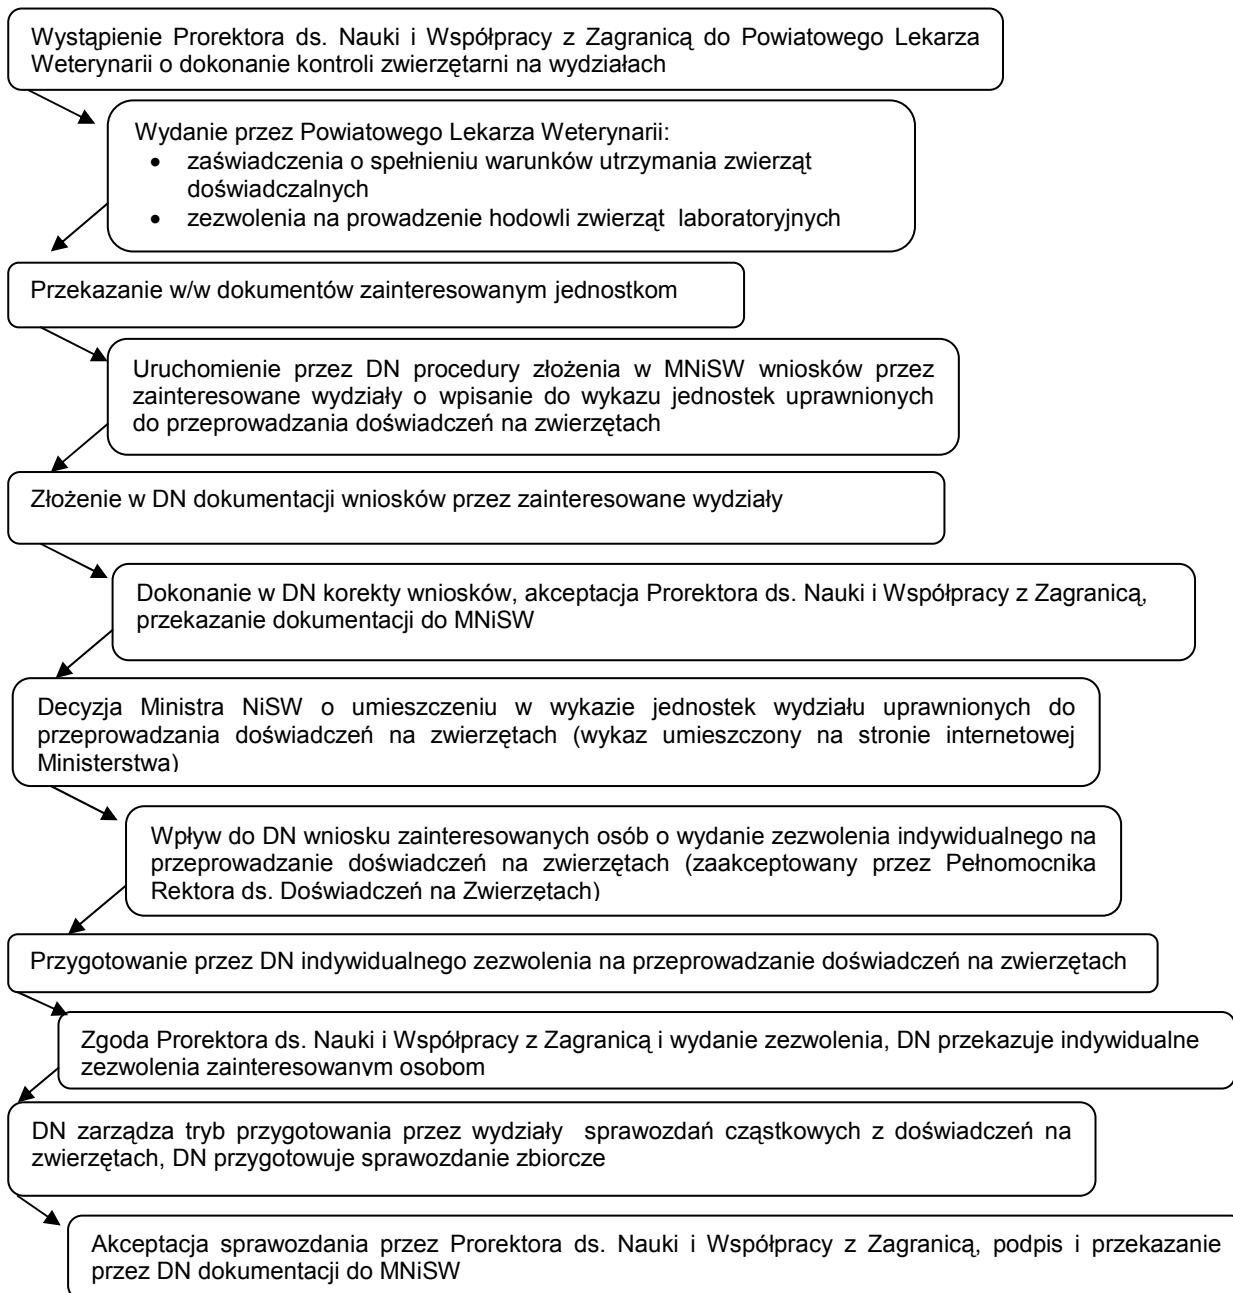 Wystąpienie Prorektora ds. Nauki i Współpracy z Zagranicą do Powiatowego Lekarza
Weterynarii o dokonanie kontroli zwierzętarni na wydziałach
Wydanie przez Powiatowego Lekarza Weterynarii:
• zaświadczenia o spełnieniu warunków utrzymania zwierząt
doświadczalnych
• zezwolenia na prowadzenie hodowli zwierząt laboratoryjnych
Przekazanie w/w dokumentów zainteresowanym jednostkom
Uruchomienie przez DN procedury złożenia w MNiSW wniosków przez
zainteresowane wydziały o wpisanie do wykazu jednostek uprawnionych
do przeprowadzania doświadczeń na zwierzętach
Złożenie w DN dokumentacji wniosków przez zainteresowane wydziały
Dokonanie w DN korekty wniosków, akceptacja Prorektora ds. Nauki i Współpracy z Zagranicą,
przekazanie dokumentacji do MNiSW
Decyzja Ministra NiSW o umieszczeniu w wykazie jednostek wydziału uprawnionych do
przeprowadzania doświadczeń na zwierzętach (wykaz umieszczony na stronie internetowej
Ministerstwa)
Wpływ do DN wniosku zainteresowanych osób o wydanie zezwolenia indywidualnego na
przeprowadzanie doświadczeń na zwierzętach (zaakceptowany przez Pełnomocnika
Rektora ds. Doświadczeń na Zwierzętach)
Przygotowanie przez DN indywidualnego zezwolenia na przeprowadzanie doświadczeń na zwierzętach
Zgoda Prorektora ds. Nauki i Współpracy z Zagranicą i wydanie zezwolenia, DN przekazuje indywidualne
zezwolenia zainteresowanym osobom
DN zarządza tryb przygotowania przez wydziały sprawozdań cząstkowych z doświadczeń na
zwierzętach, DN przygotowuje sprawozdanie zbiorcze
Akceptacja sprawozdania przez Prorektora ds. Nauki i Współpracy z Zagranicą, podpis i przekazanie
przez DN dokumentacji do MNiSW